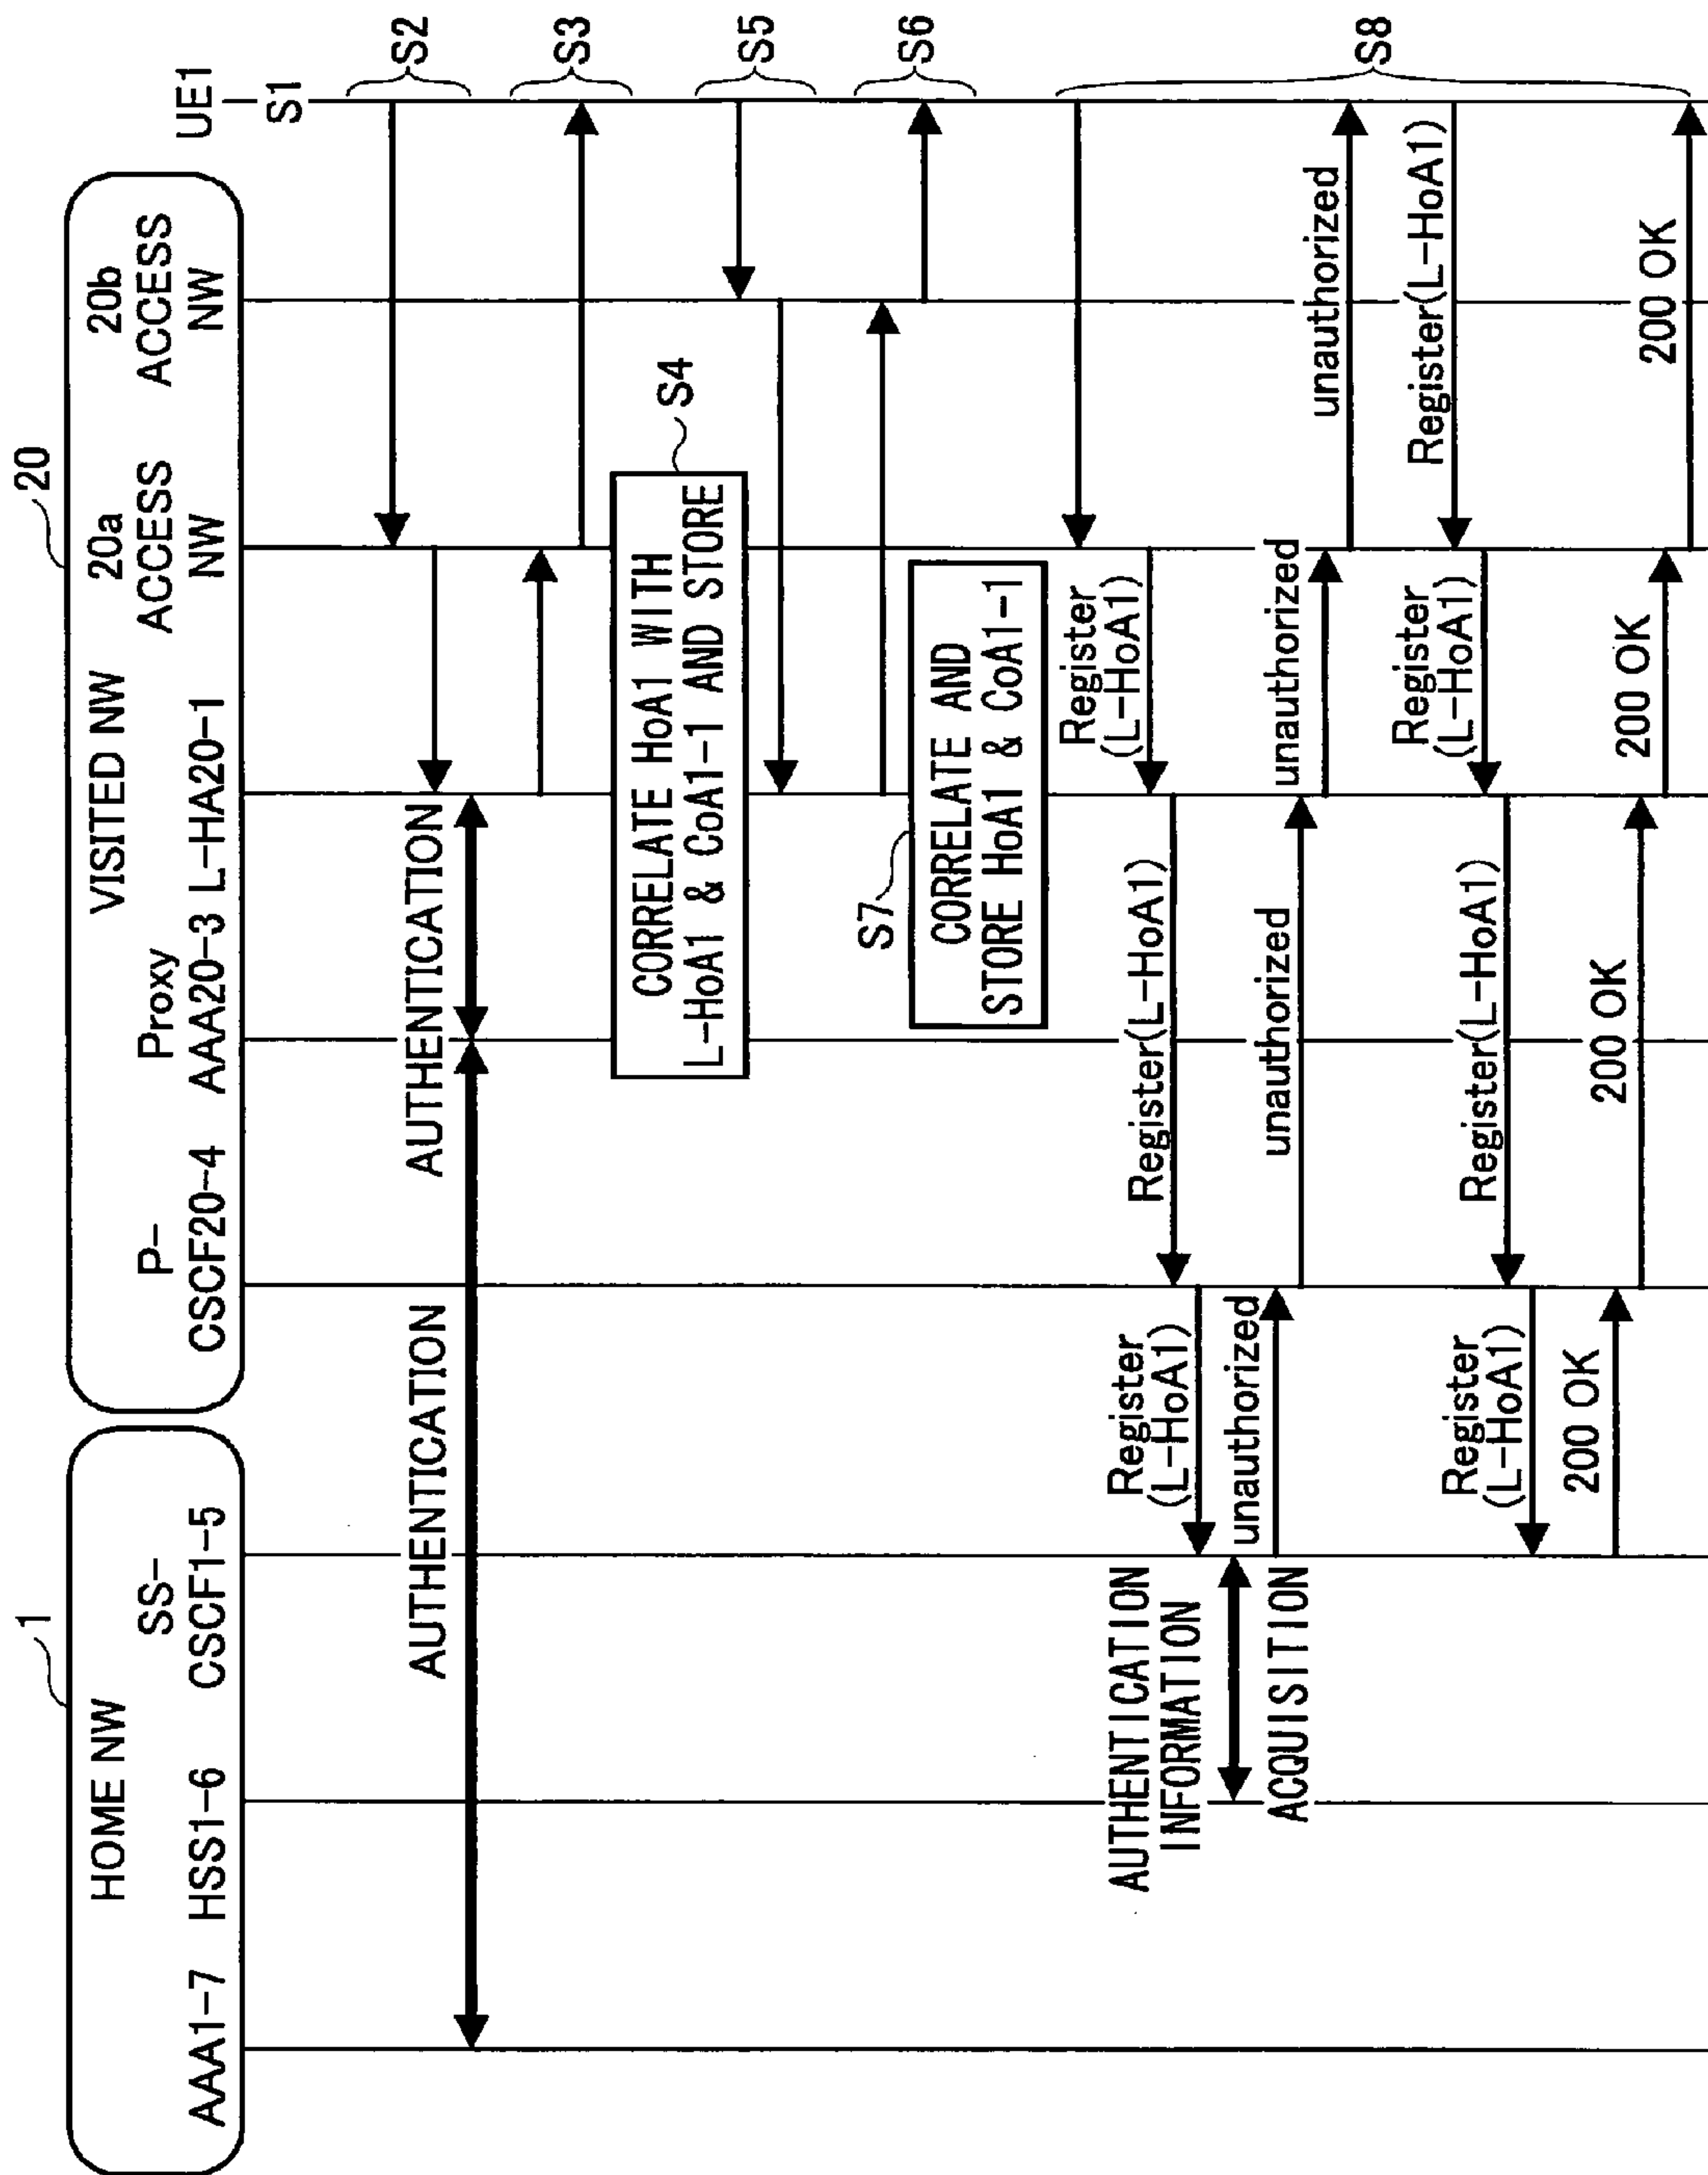 1
HOME NW
AAA1-7
HSS1-6
SS-
CSCF1-5
20
VISITED NW
P-
CSCF20-4
Proxy
AAA20-3
L-HA20-1
20a
ACCESS
NW
20b
ACCESS
NW
UE1
S1
S2
AUTHENTICATION
AUTHENTICATION
S3
S4
CORRELATE HoA1 WITH
L-HoA1 & CoA1-1 AND STORE
S5
S6
S7
CORRELATE AND
STORE HoA1 & CoA1-1
S8
Register
(L-HoA1)
Register(L-HoA1)
Register
(L-HoA1)
AUTHENTICATION
INFORMATION
ACQUISITION
unauthorized
unauthorized
unauthorized
unauthorized
Register(L-HoA1)
Register
(L-HoA1)
Register(L-HoA1)
Register
(L-HoA1)
200 OK
200 OK
200 OK
200 OK